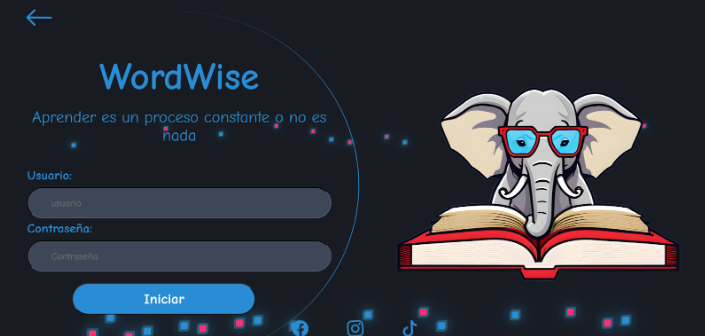 WordWise
Aprender es un proceso constante o no es
nada
Usuario:
usuario
Contraseña:
Contraseña
Iniciar